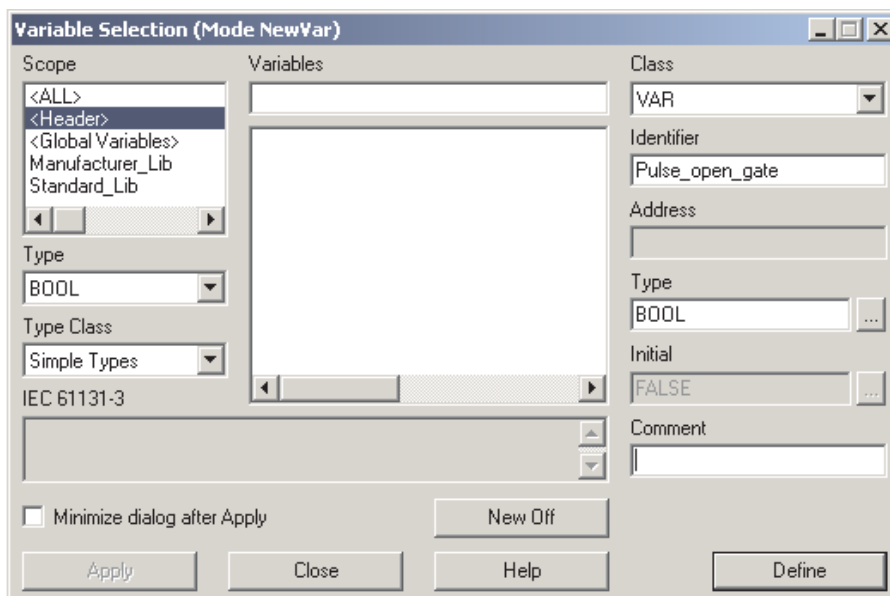 Variable Selection (Mode NewVar)
Scope
<ALL>
<Header>
<Global Variables>
Manufacturer_Lib
Standard_Lib
Type
BOOL
Type Class
Simple Types
IEC 61131-3
Variables
Class
VAR
Identifier
Pulse_open_gate
Address
Type
BOOL
...
Initial
FALSE
...
Comment
Minimize dialog after Apply
New Off
Apply
Close
Help
Define